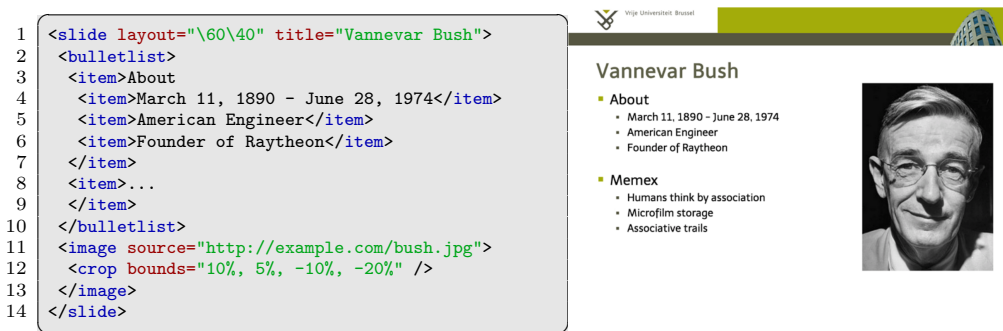 1 <slide layout="\60\40" title="Vannevar Bush">
2 <bulletlist>
3 <item>About
4 <item>March 11, 1890 - June 28, 1974</item>
5 <item>American Engineer</item>
6 <item>Founder of Raytheon</item>
7 </item>
8 <item>...
9 </item>
10 </bulletlist>
11 <image source="http://example.com/bush.jpg">
12 <crop bounds="10%, 5%, -10%, -20%" />
13 </image>
14 </slide>
Vrije Universiteit Brussel
Vannevar Bush
▪ About
▪ March 11, 1890 – June 28, 1974
▪ American Engineer
▪ Founder of Raytheon
▪ Memex
▪ Humans think by association
▪ Microfilm storage
▪ Associative trails